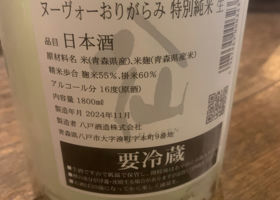 ヌーヴォーおりがらみ 特別純米 生
品目 日本酒
原材料名 米(青森県産)、米麹(青森県産米)
精米歩合 麹米55%、掛米60%
アルコール分 16度(原酒)
内容量 1800ml
製造年月 2024年11月
製造者 八戸酒造株式会社
青森県八戸市大字湊町字本町9番地
要冷蔵